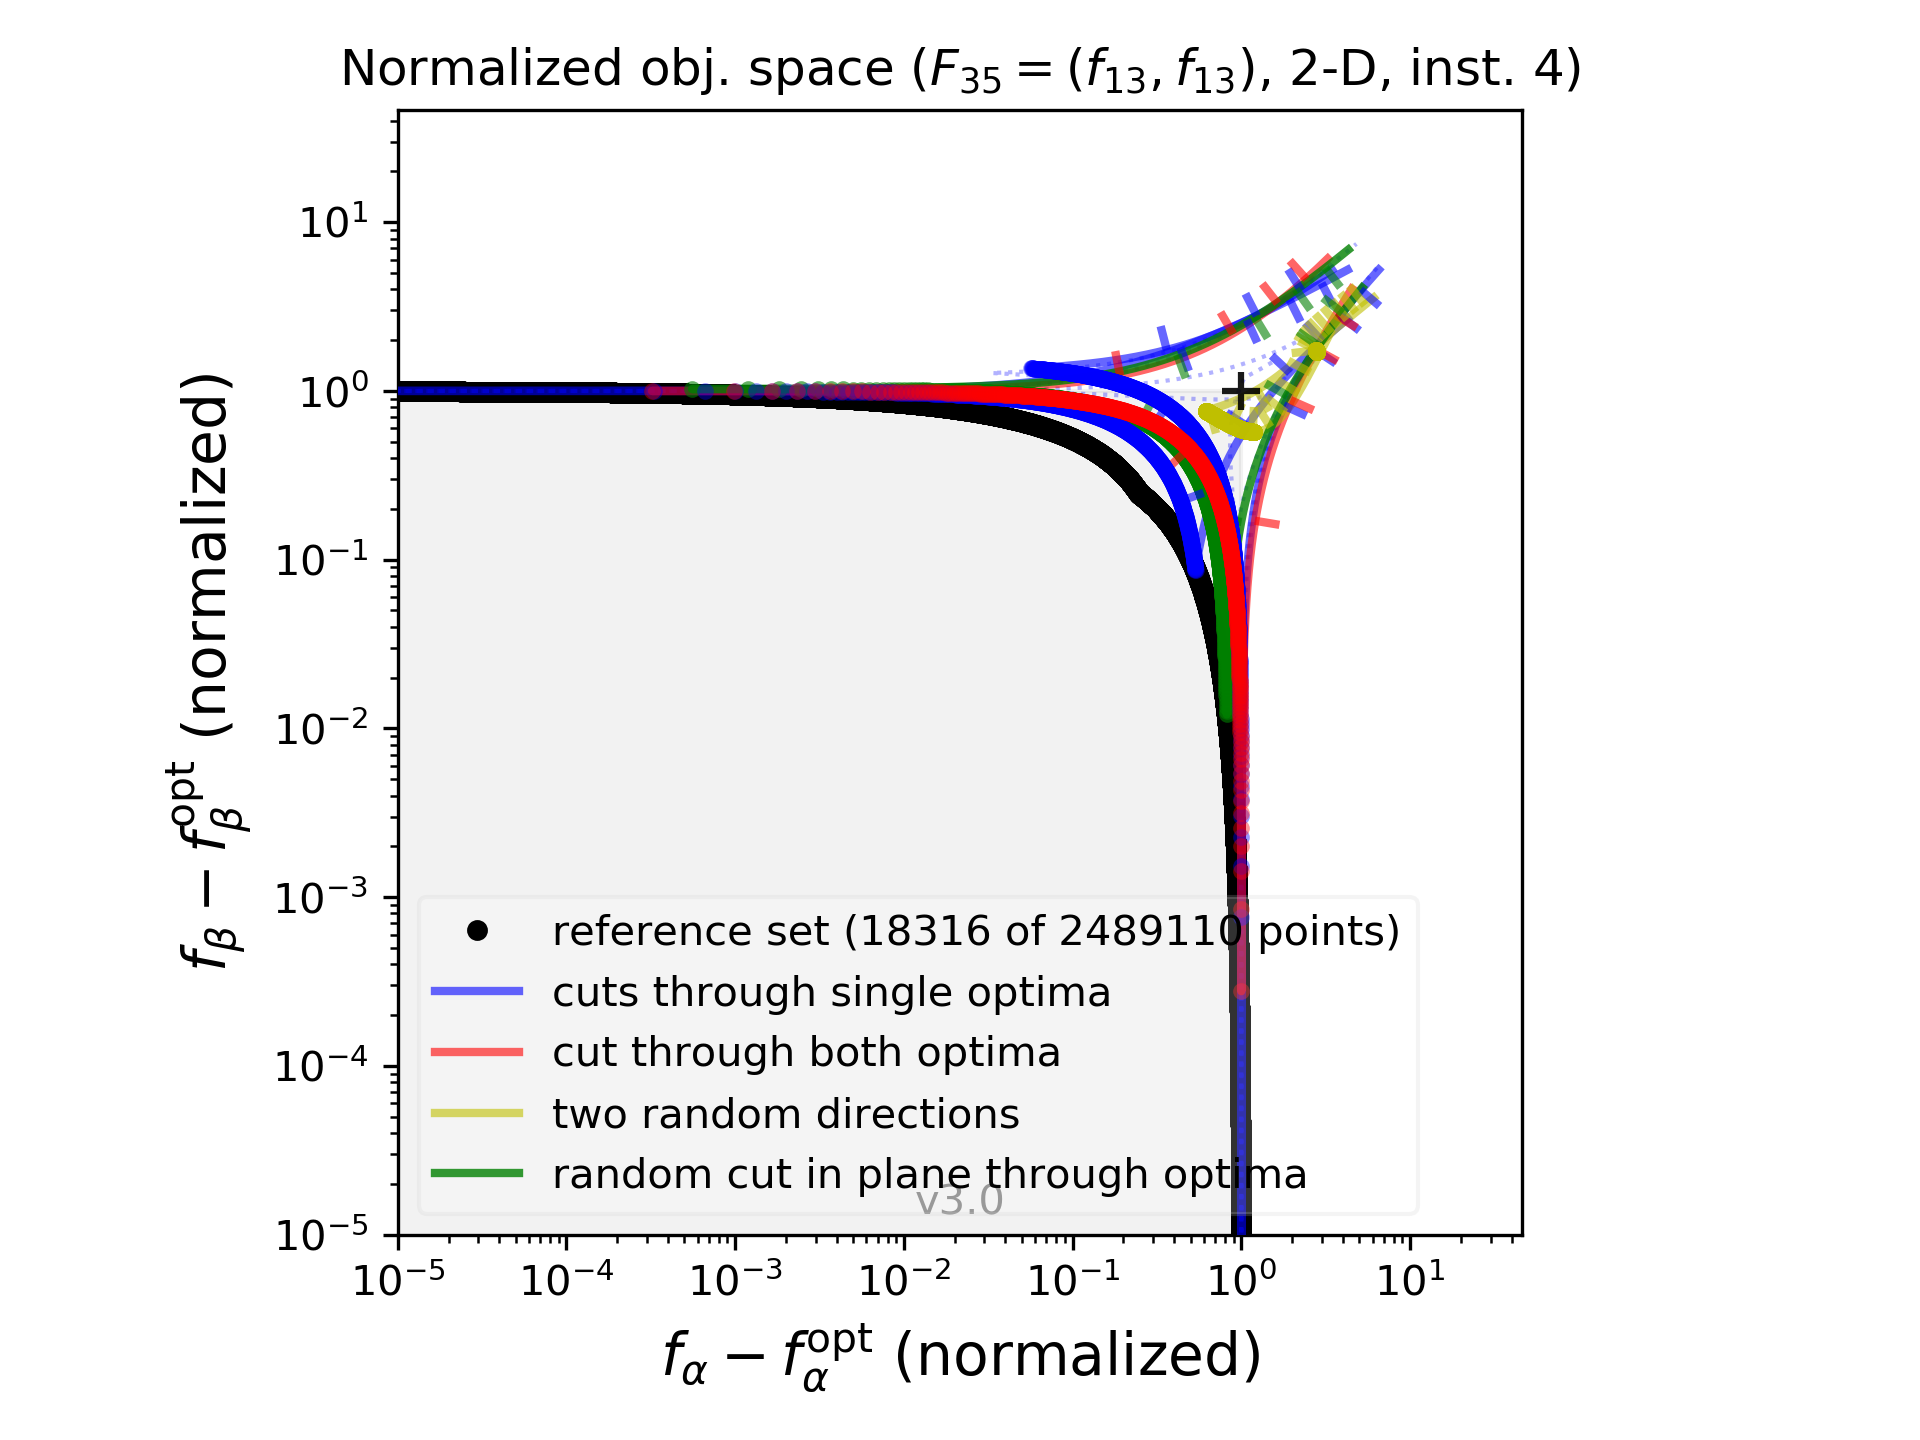 Normalized obj. space (F₃₅ = (f₁₃, f₁₃), 2-D, inst. 4)
f_β − f_β^opt (normalized)
10¹
10⁰
10⁻¹
10⁻²
10⁻³
10⁻⁴
10⁻⁵
reference set (18316 of 2489110 points)
cuts through single optima
cut through both optima
two random directions
random cut in plane through optima
v3.0
10⁻⁵ 10⁻⁴ 10⁻³ 10⁻² 10⁻¹ 10⁰ 10¹
f_α − f_α^opt (normalized)